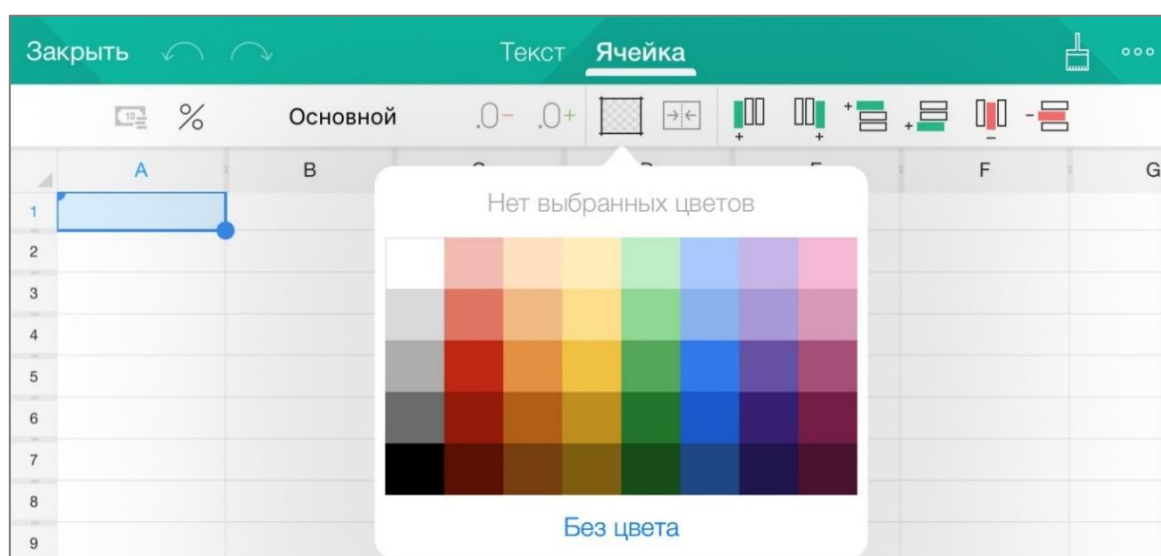 Закрыть Текст Ячейка
10 % Основной .0- .0+
A B F G
1
Нет выбранных цветов
2
3
4
5
6
7
8
Без цвета
9